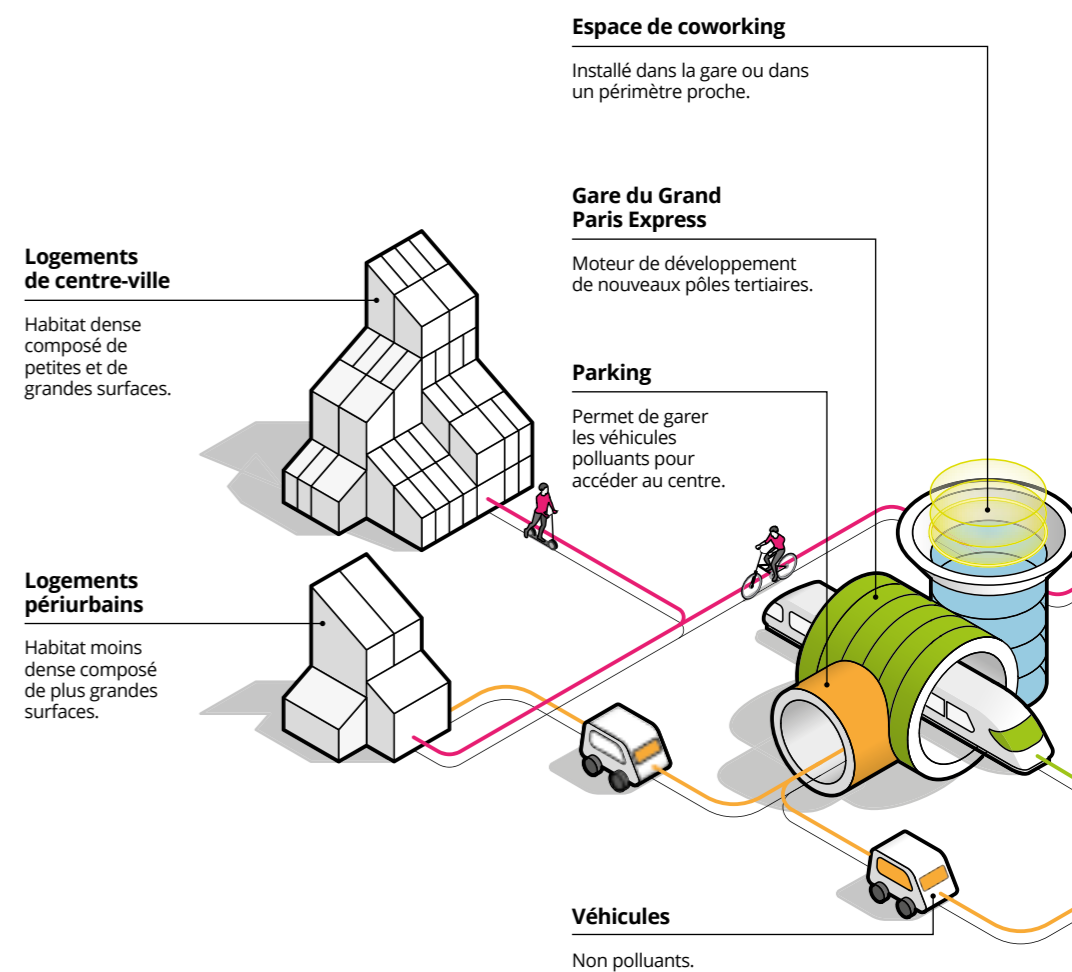 Espace de coworking
Installé dans la gare ou dans
un périmètre proche.
Gare du Grand
Paris Express
Moteur de développement
de nouveaux pôles tertiaires.
Logements
de centre-ville
Habitat dense
composé de
petites et de
grandes surfaces.
Parking
Permet de garer
les véhicules
polluants pour
accéder au centre.
Logements
périurbains
Habitat moins
dense composé
de plus grandes
surfaces.
Véhicules
Non polluants.